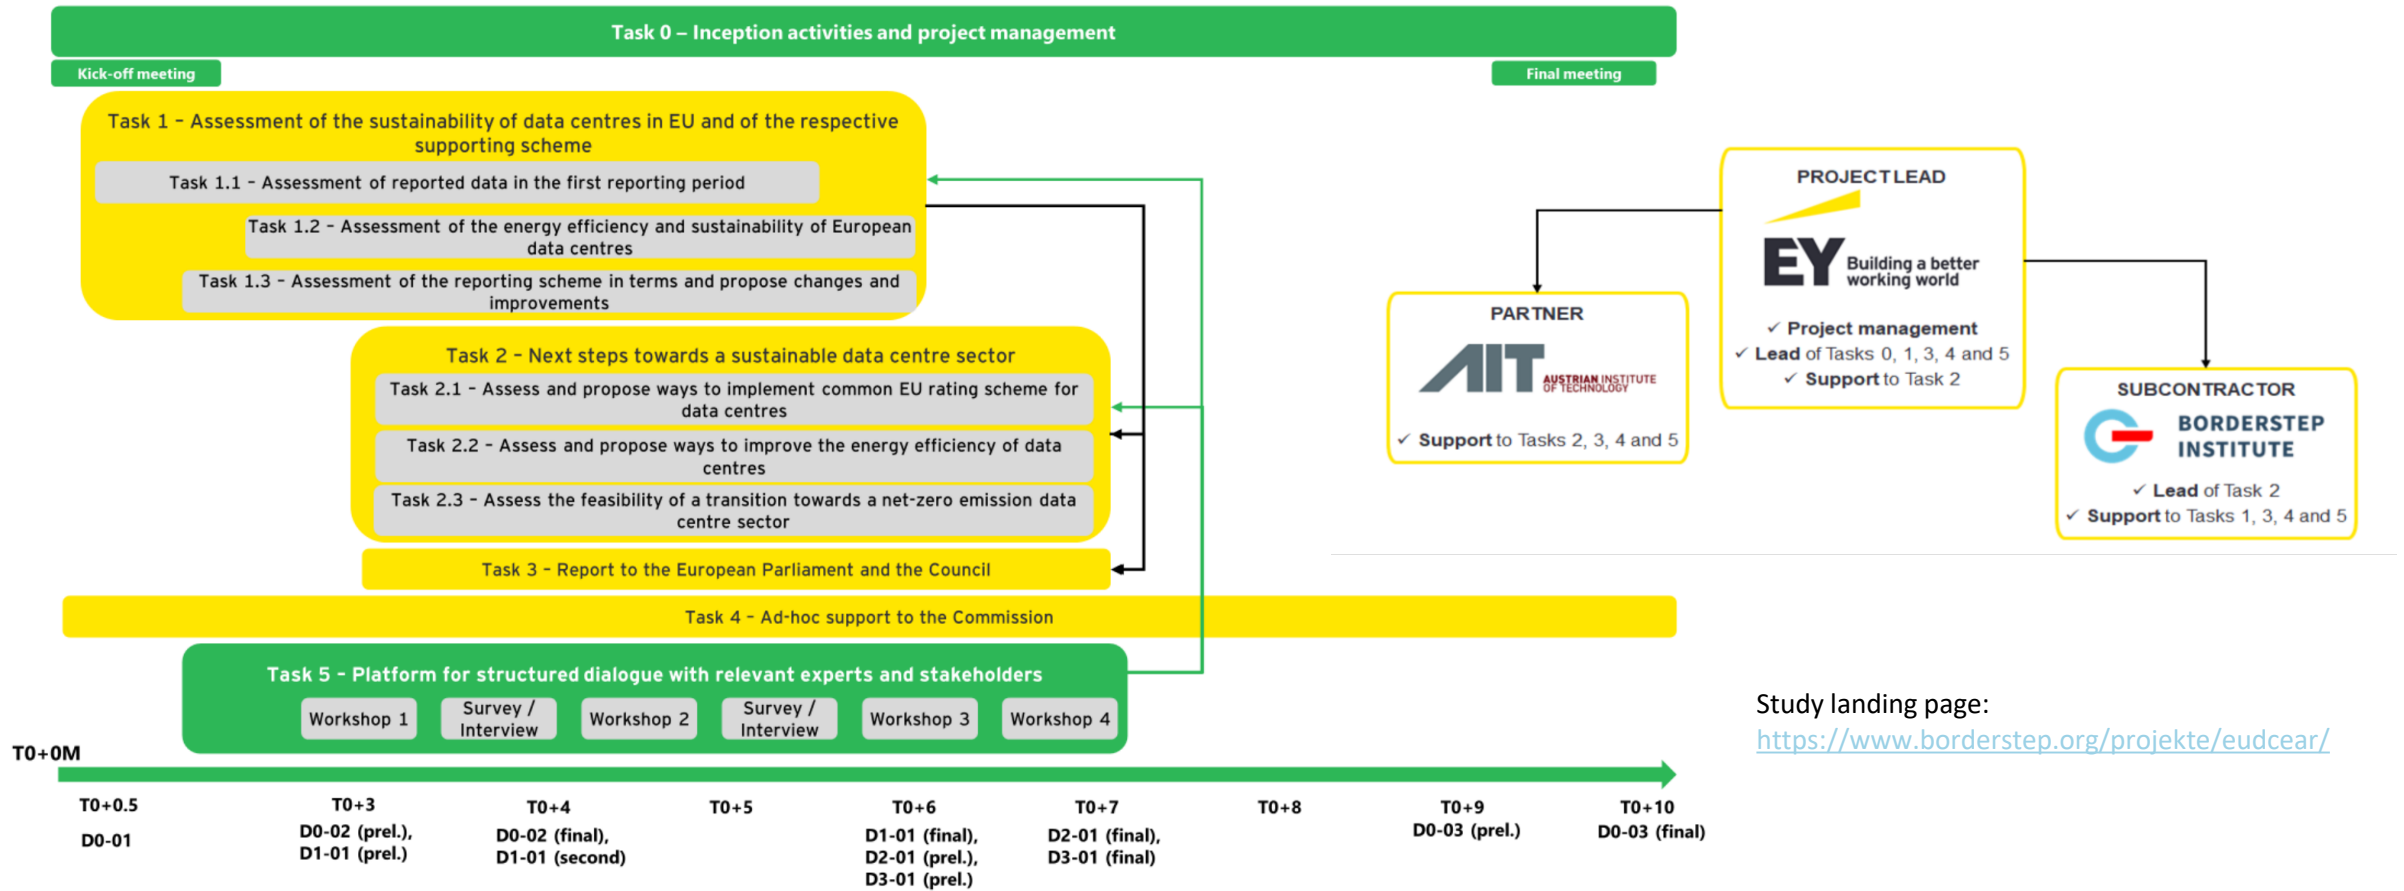 Task 0 – Inception activities and project management
Kick-off meeting
Final meeting
Task 1 – Assessment of the sustainability of data centres in EU and of the respective
supporting scheme
Task 1.1 – Assessment of reported data in the first reporting period
Task 1.2 – Assessment of the energy efficiency and sustainability of European
data centres
Task 1.3 – Assessment of the reporting scheme in terms and propose changes and
improvements
Task 2 – Next steps towards a sustainable data centre sector
Task 2.1 – Assess and propose ways to implement common EU rating scheme for
data centres
Task 2.2 – Assess and propose ways to improve the energy efficiency of data
centres
Task 2.3 – Assess the feasibility of a transition towards a net-zero emission data
centre sector
Task 3 – Report to the European Parliament and the Council
Task 4 – Ad-hoc support to the Commission
Task 5 – Platform for structured dialogue with relevant experts and stakeholders
Workshop 1
Survey /
Interview
Workshop 2
Survey /
Interview
Workshop 3
Workshop 4
T0+0M
T0+0.5
D0-01
T0+3
D0-02 (prel.),
D1-01 (prel.)
T0+4
D0-02 (final),
D1-01 (second)
T0+5
T0+6
D1-01 (final),
D2-01 (prel.),
D3-01 (prel.)
T0+7
D2-01 (final),
D3-01 (final)
T0+8
T0+9
D0-03 (prel.)
T0+10
D0-03 (final)
PROJECT LEAD
EY
Building a better
working world
✓ Project management
✓ Lead of Tasks 0, 1, 3, 4 and 5
✓ Support to Task 2
PARTNER
AIT
AUSTRIAN INSTITUTE
OF TECHNOLOGY
✓ Support to Tasks 2, 3, 4 and 5
SUBCONTRACTOR
BORDERSTEP
INSTITUTE
✓ Lead of Task 2
✓ Support to Tasks 1, 3, 4 and 5
Study landing page:
https://www.borderstep.org/projekte/eudcear/